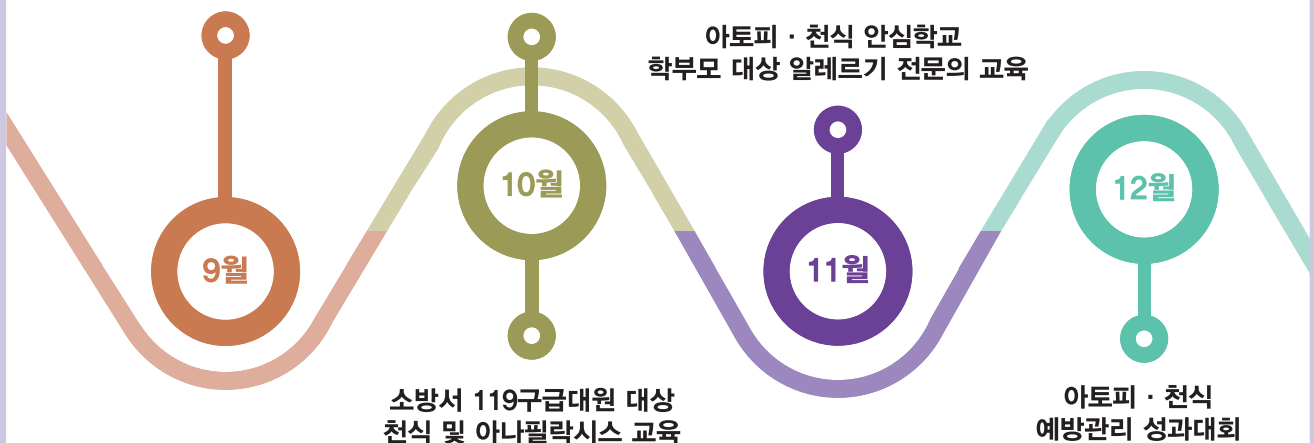 아토피 · 천식 안심학교
학부모 대상 알레르기 전문의 교육
9월
10월
11월
12월
소방서 119구급대원 대상
천식 및 아나필락시스 교육
아토피 · 천식
예방관리 성과대회